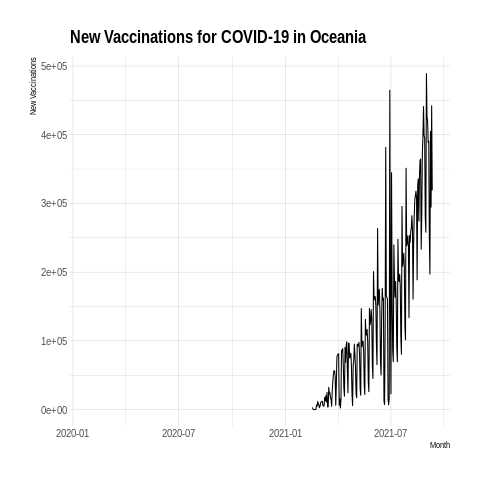 New Vaccinations for COVID-19 in Oceania
New Vaccinations
5e+05
4e+05
3e+05
2e+05
1e+05
0e+00
2020-01 2020-07 2021-01 2021-07
Month